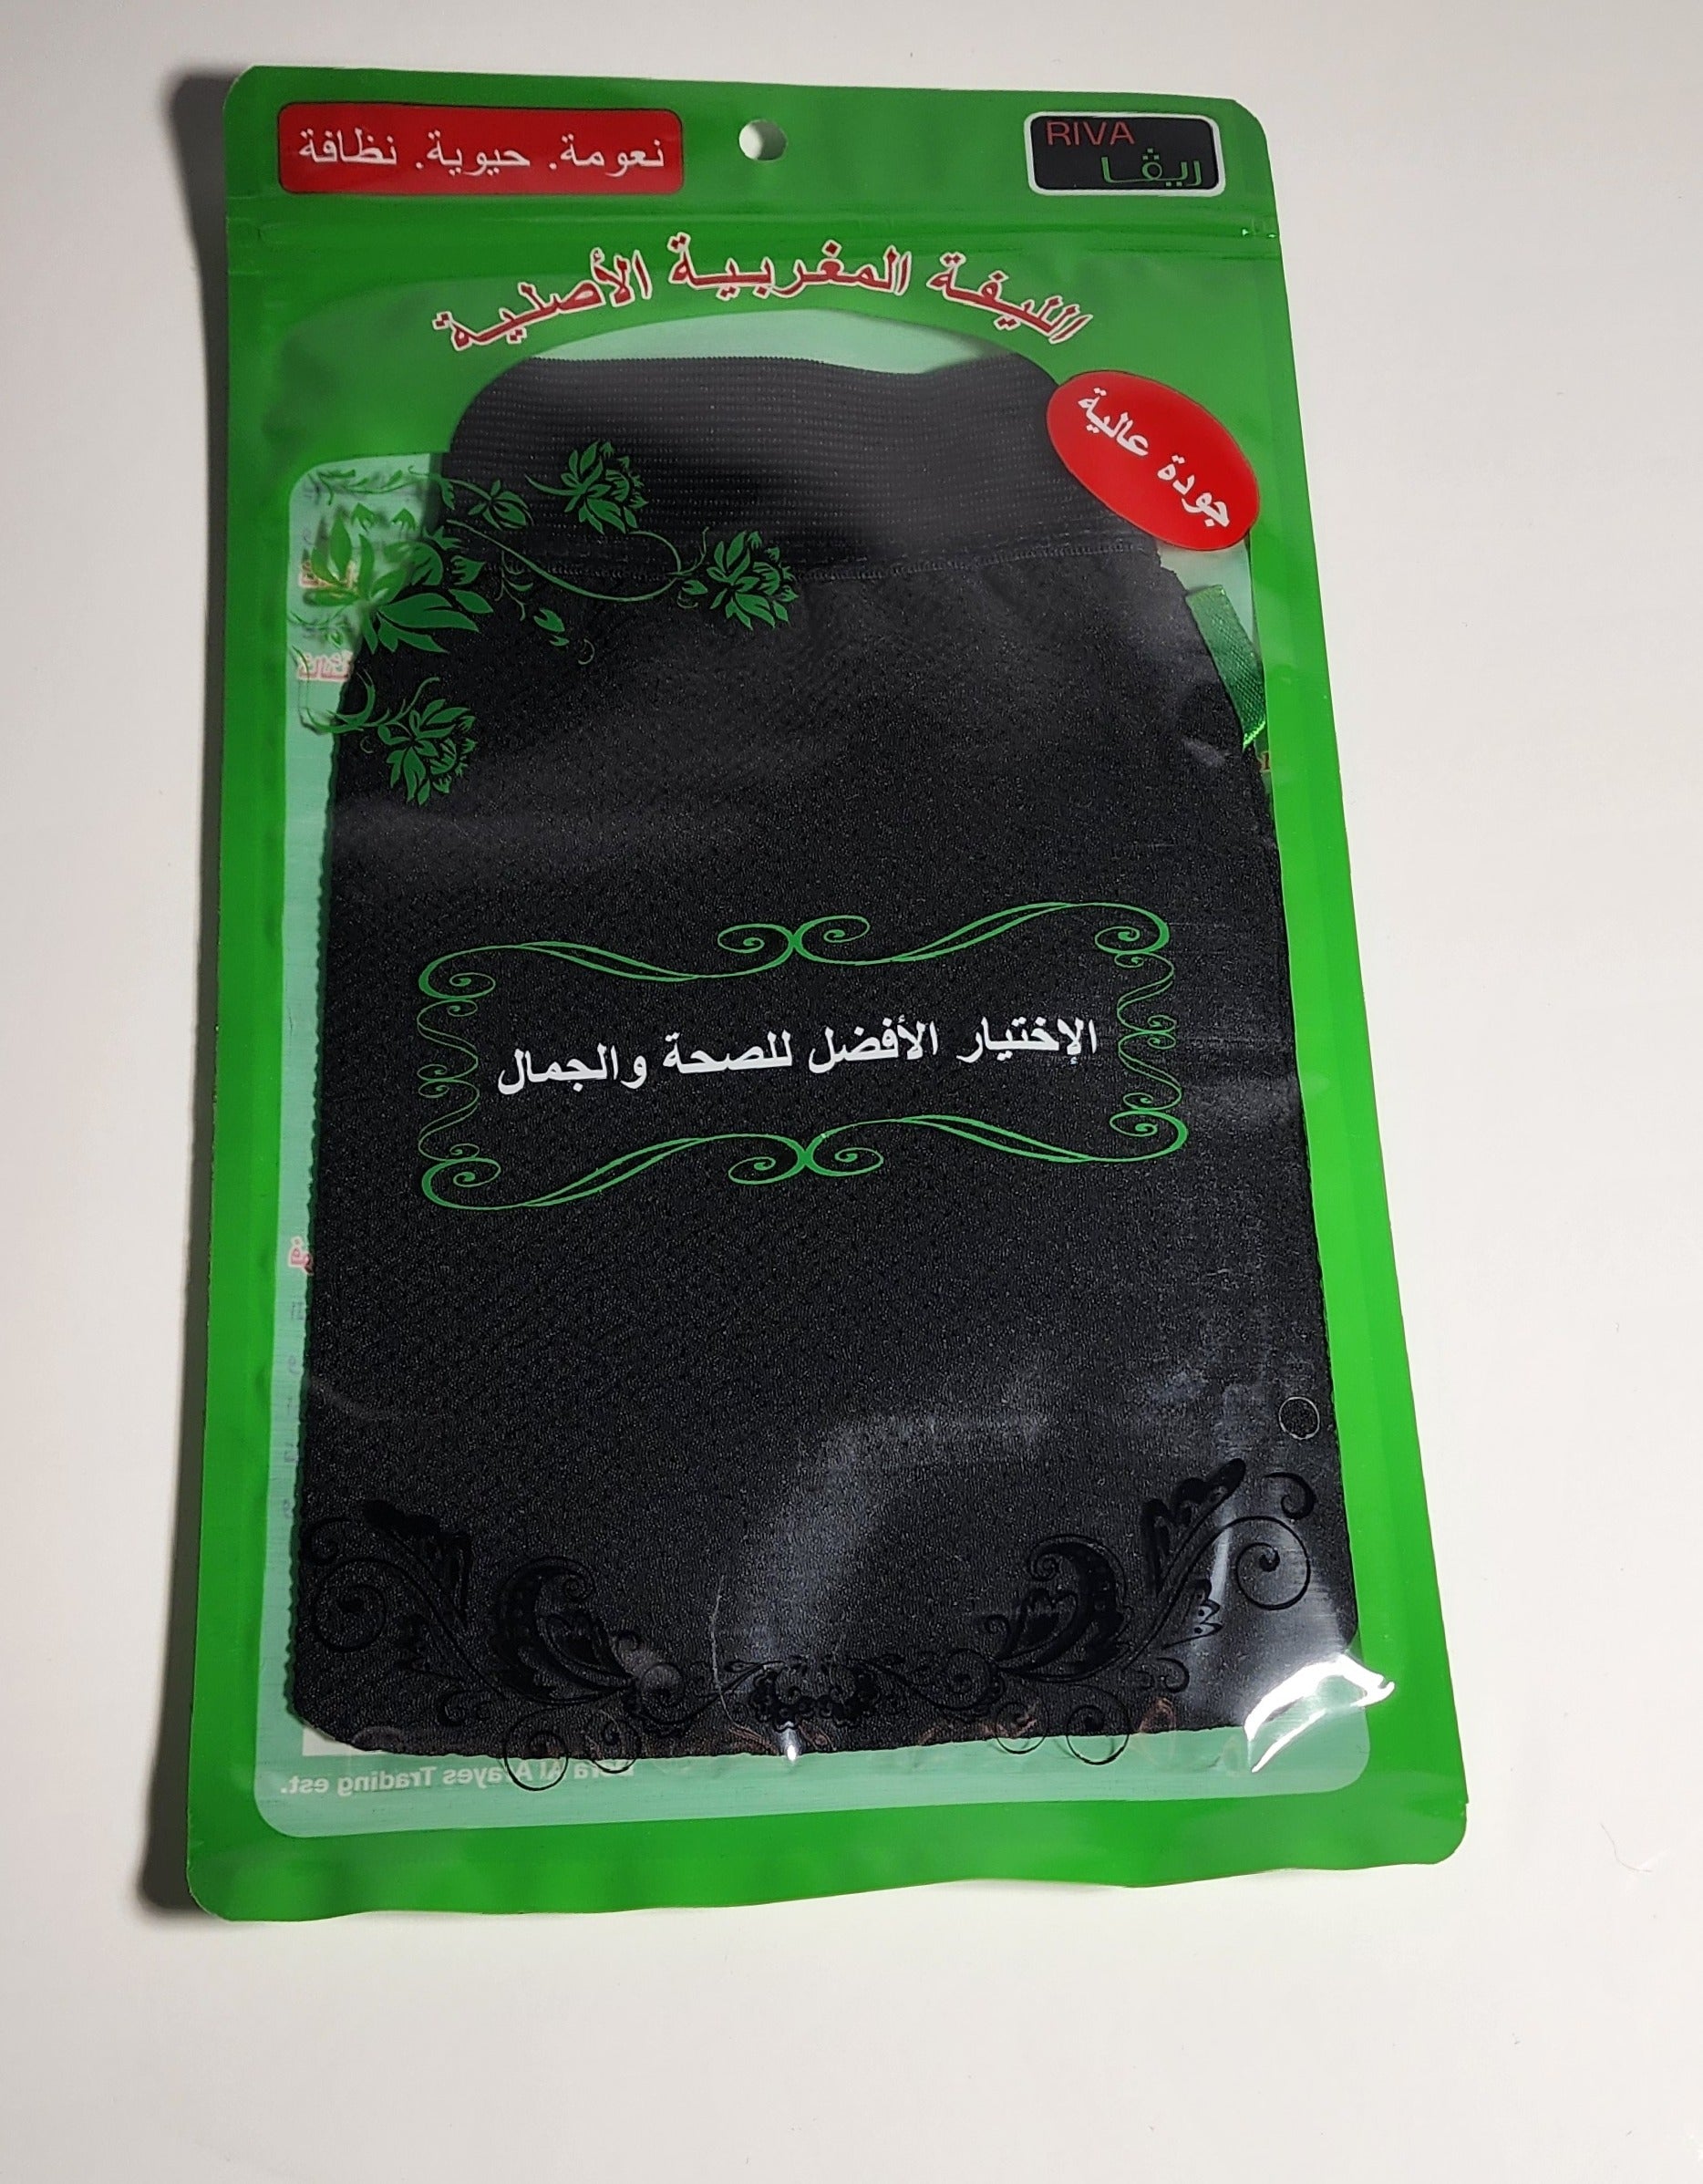 نعومة. حيوية. نظافة
RIVA
ريڤا
الليفة المغربية الأصلية
جودة عالية
الإختيار الأفضل للصحة والجمال
Trading est.